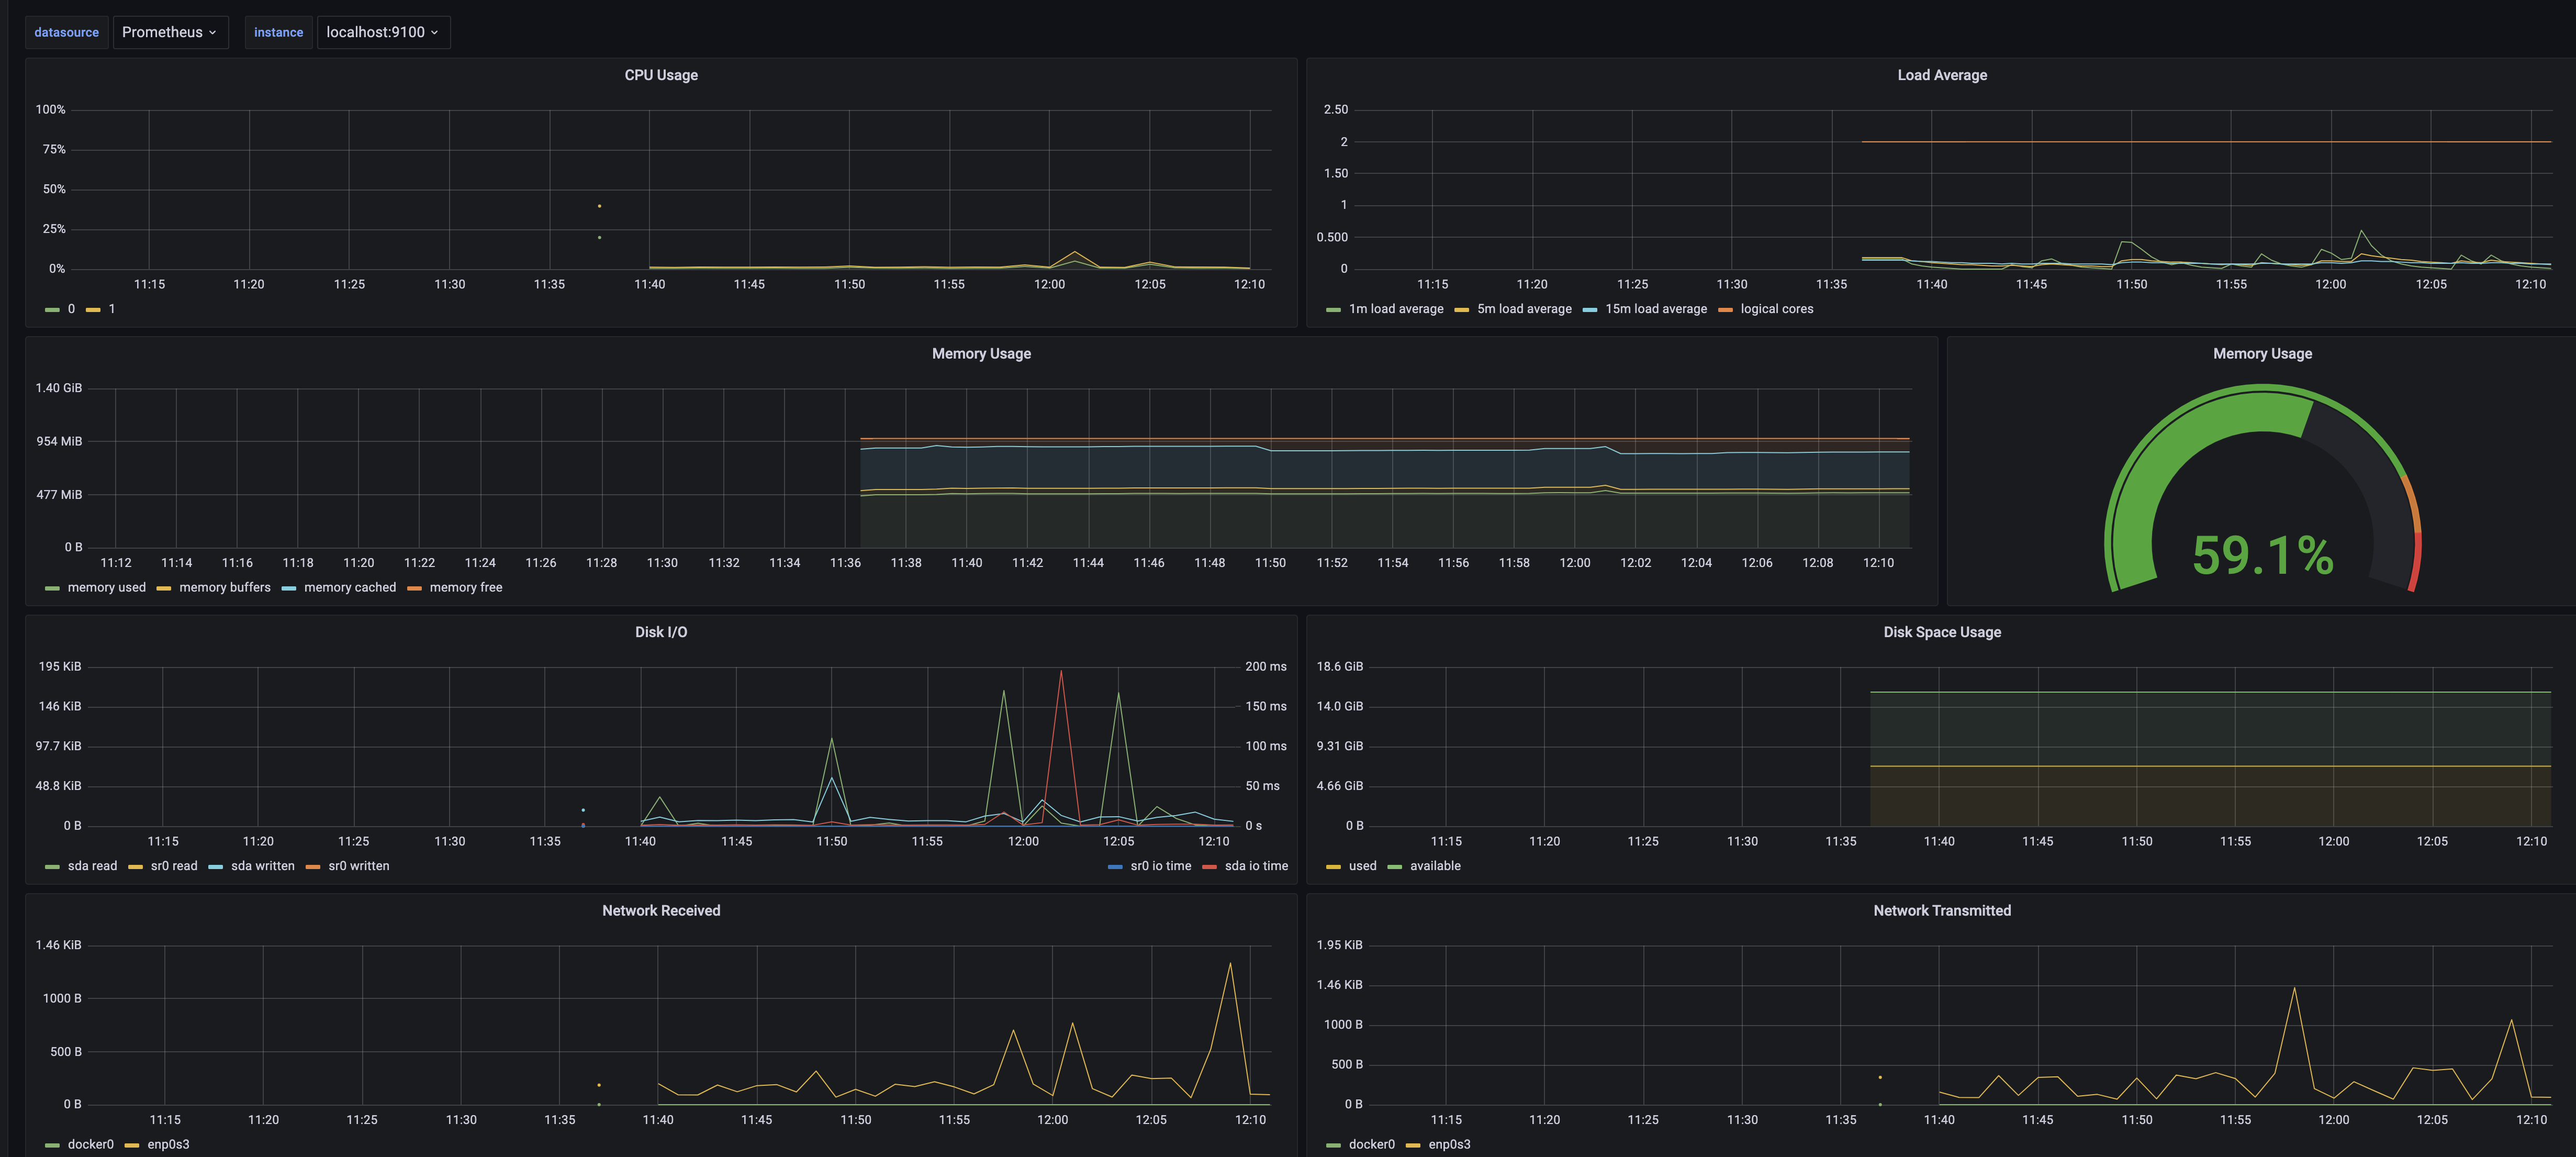 datasource Prometheus instance localhost:9100
CPU Usage
100%
75%
50%
25%
0%
11:15 11:20 11:25 11:30 11:35 11:40 11:45 11:50 11:55 12:00 12:05 12:10
0 1
Load Average
2.50
2
1.50
1
0.500
0
11:15 11:20 11:25 11:30 11:35 11:40 11:45 11:50 11:55 12:00 12:05 12:10
1m load average 5m load average 15m load average logical cores
Memory Usage
1.40 GiB
954 MiB
477 MiB
0 B
11:12 11:14 11:16 11:18 11:20 11:22 11:24 11:26 11:28 11:30 11:32 11:34 11:36 11:38 11:40 11:42 11:44 11:46 11:48 11:50 11:52 11:54 11:56 11:58 12:00 12:02 12:04 12:06 12:08 12:10
memory used memory buffers memory cached memory free
Memory Usage
59.1%
Disk I/O
195 KiB 200 ms
146 KiB 150 ms
97.7 KiB 100 ms
48.8 KiB 50 ms
0 B 0 s
11:15 11:20 11:25 11:30 11:35 11:40 11:45 11:50 11:55 12:00 12:05 12:10
sda read sr0 read sda written sr0 written sr0 io time sda io time
Disk Space Usage
18.6 GiB
14.0 GiB
9.31 GiB
4.66 GiB
0 B
11:15 11:20 11:25 11:30 11:35 11:40 11:45 11:50 11:55 12:00 12:05 12:10
used available
Network Received
1.46 KiB
1000 B
500 B
0 B
11:15 11:20 11:25 11:30 11:35 11:40 11:45 11:50 11:55 12:00 12:05 12:10
docker0 enp0s3
Network Transmitted
1.95 KiB
1.46 KiB
1000 B
500 B
0 B
11:15 11:20 11:25 11:30 11:35 11:40 11:45 11:50 11:55 12:00 12:05 12:10
docker0 enp0s3